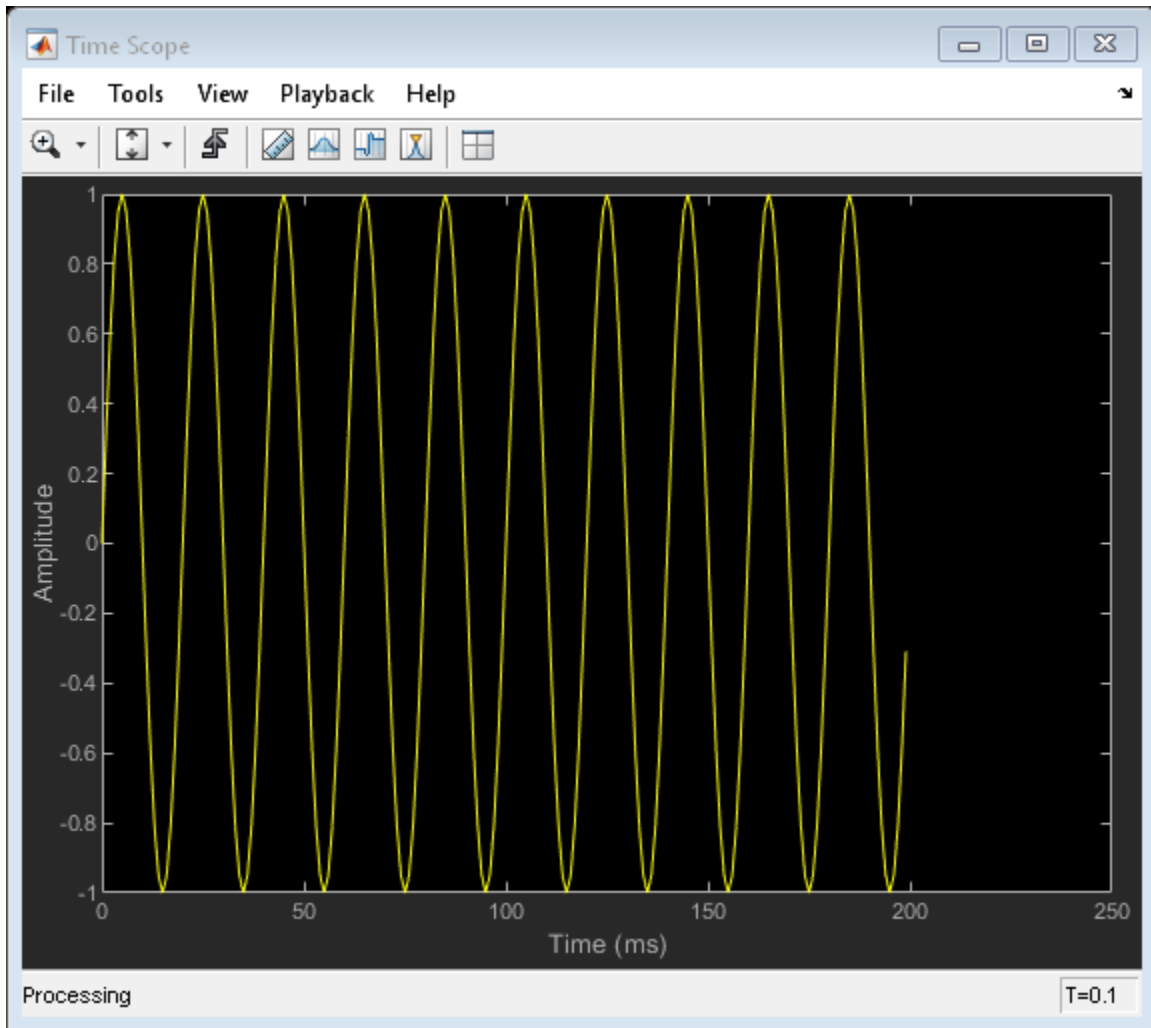 Time Scope
File Tools View Playback Help
1
0.8
0.6
0.4
0.2
0
-0.2
-0.4
-0.6
-0.8
-1
Amplitude
0 50 100 150 200 250
Time (ms)
Processing T=0.1